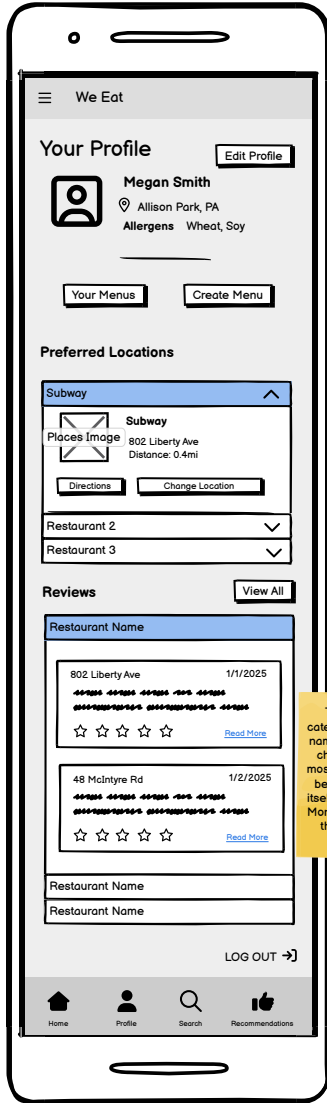 We Eat
Your Profile
Edit Profile
Megan Smith
Allison Park, PA
Allergens Wheat, Soy
Your Menus
Create Menu
Preferred Locations
Subway
Places Image
Subway
802 Liberty Ave
Distance: 0.4mi
Directions
Change Location
Restaurant 2
Restaurant 3
Reviews
View All
Restaurant Name
802 Liberty Ave
1/1/2025
Read More
48 McIntyre Rd
1/2/2025
Read More
Restaurant Name
Restaurant Name
LOG OUT
Home
Profile
Search
Recommendations